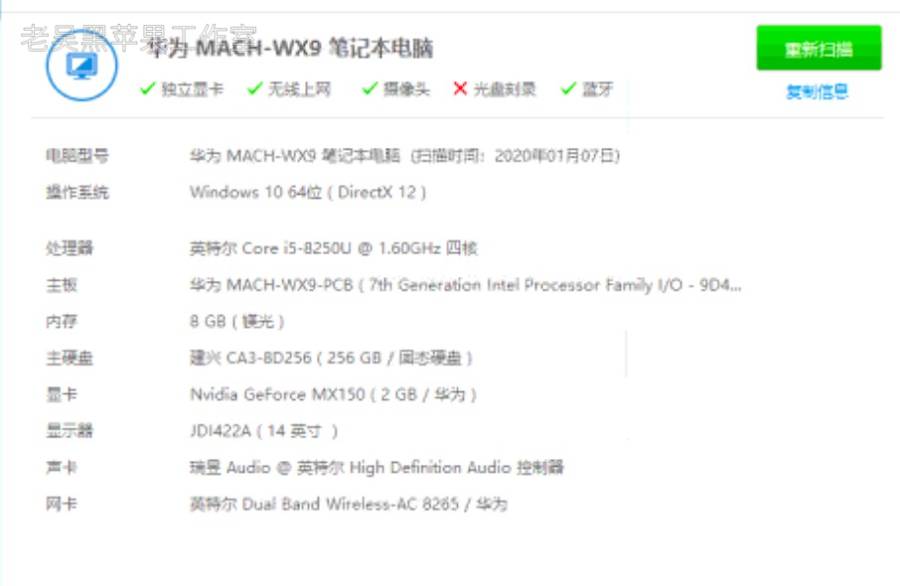 老吴黑苹果工作室
华为 MACH-WX9 笔记本电脑
重新扫描
独立显卡 无线上网 摄像头 光盘刻录 蓝牙
复制信息
电脑型号 华为 MACH-WX9 笔记本电脑 (扫描时间：2020年01月07日)
操作系统 Windows 10 64位 ( DirectX 12 )
处理器 英特尔 Core i5-8250U @ 1.60GHz 四核
主板 华为 MACH-WX9-PCB ( 7th Generation Intel Processor Family I/O - 9D4...
内存 8 GB ( 镁光 )
主硬盘 建兴 CA3-8D256 ( 256 GB / 固态硬盘 )
显卡 Nvidia GeForce MX150 ( 2 GB / 华为 )
显示器 JDI422A ( 14 英寸 )
声卡 瑞昱 Audio @ 英特尔 High Definition Audio 控制器
网卡 英特尔 Dual Band Wireless-AC 8265 / 华为